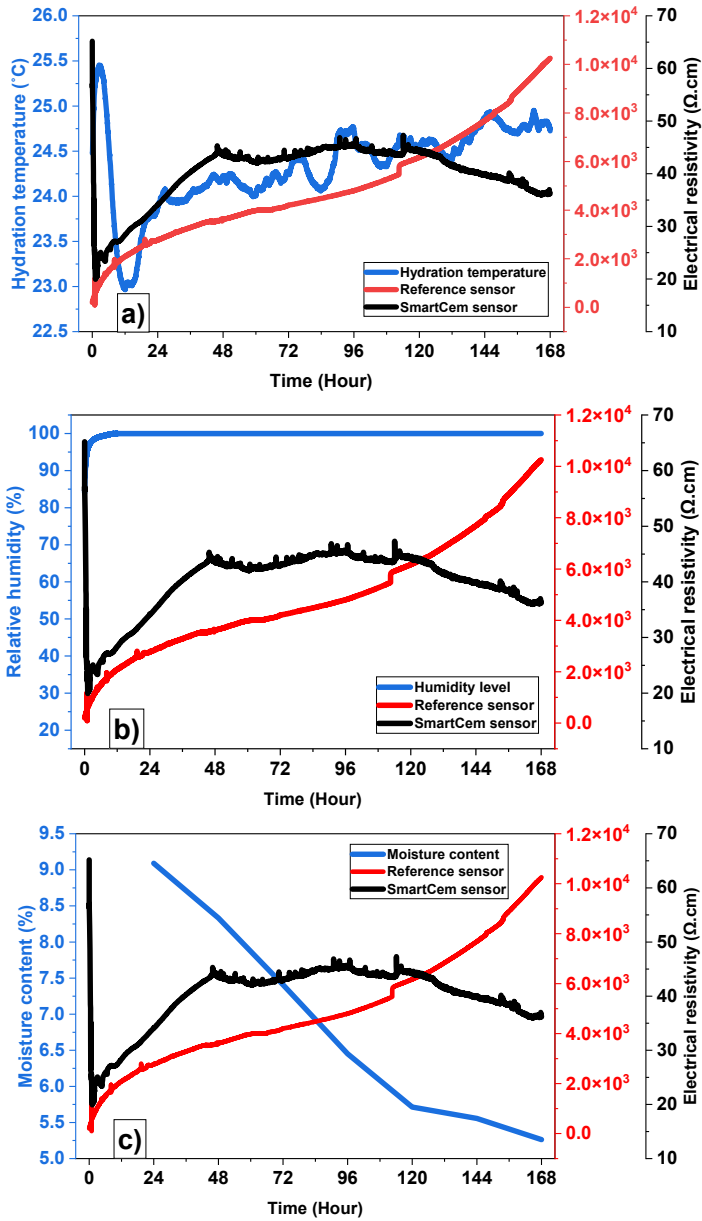 26.0
25.5
25.0
24.5
24.0
23.5
23.0
22.5
Hydration temperature (°C)
1.2×10⁴
1.0×10⁴
8.0×10³
6.0×10³
4.0×10³
2.0×10³
0.0
70
60
50
40
30
20
10
Electrical resistivity (Ω.cm)
Hydration temperature
Reference sensor
SmartCem sensor
a)
0 24 48 72 96 120 144 168
Time (Hour)
100
90
80
70
60
50
40
30
20
Relative humidity (%)
1.2×10⁴
1.0×10⁴
8.0×10³
6.0×10³
4.0×10³
2.0×10³
0.0
70
60
50
40
30
20
10
Electrical resistivity (Ω.cm)
Humidity level
Reference sensor
SmartCem sensor
b)
0 24 48 72 96 120 144 168
Time (Hour)
9.5
9.0
8.5
8.0
7.5
7.0
6.5
6.0
5.5
5.0
Moisture content (%)
1.2×10⁴
1.0×10⁴
8.0×10³
6.0×10³
4.0×10³
2.0×10³
0.0
70
60
50
40
30
20
10
Electrical resistivity (Ω.cm)
Moisture content
Reference sensor
SmartCem sensor
c)
0 24 48 72 96 120 144 168
Time (Hour)